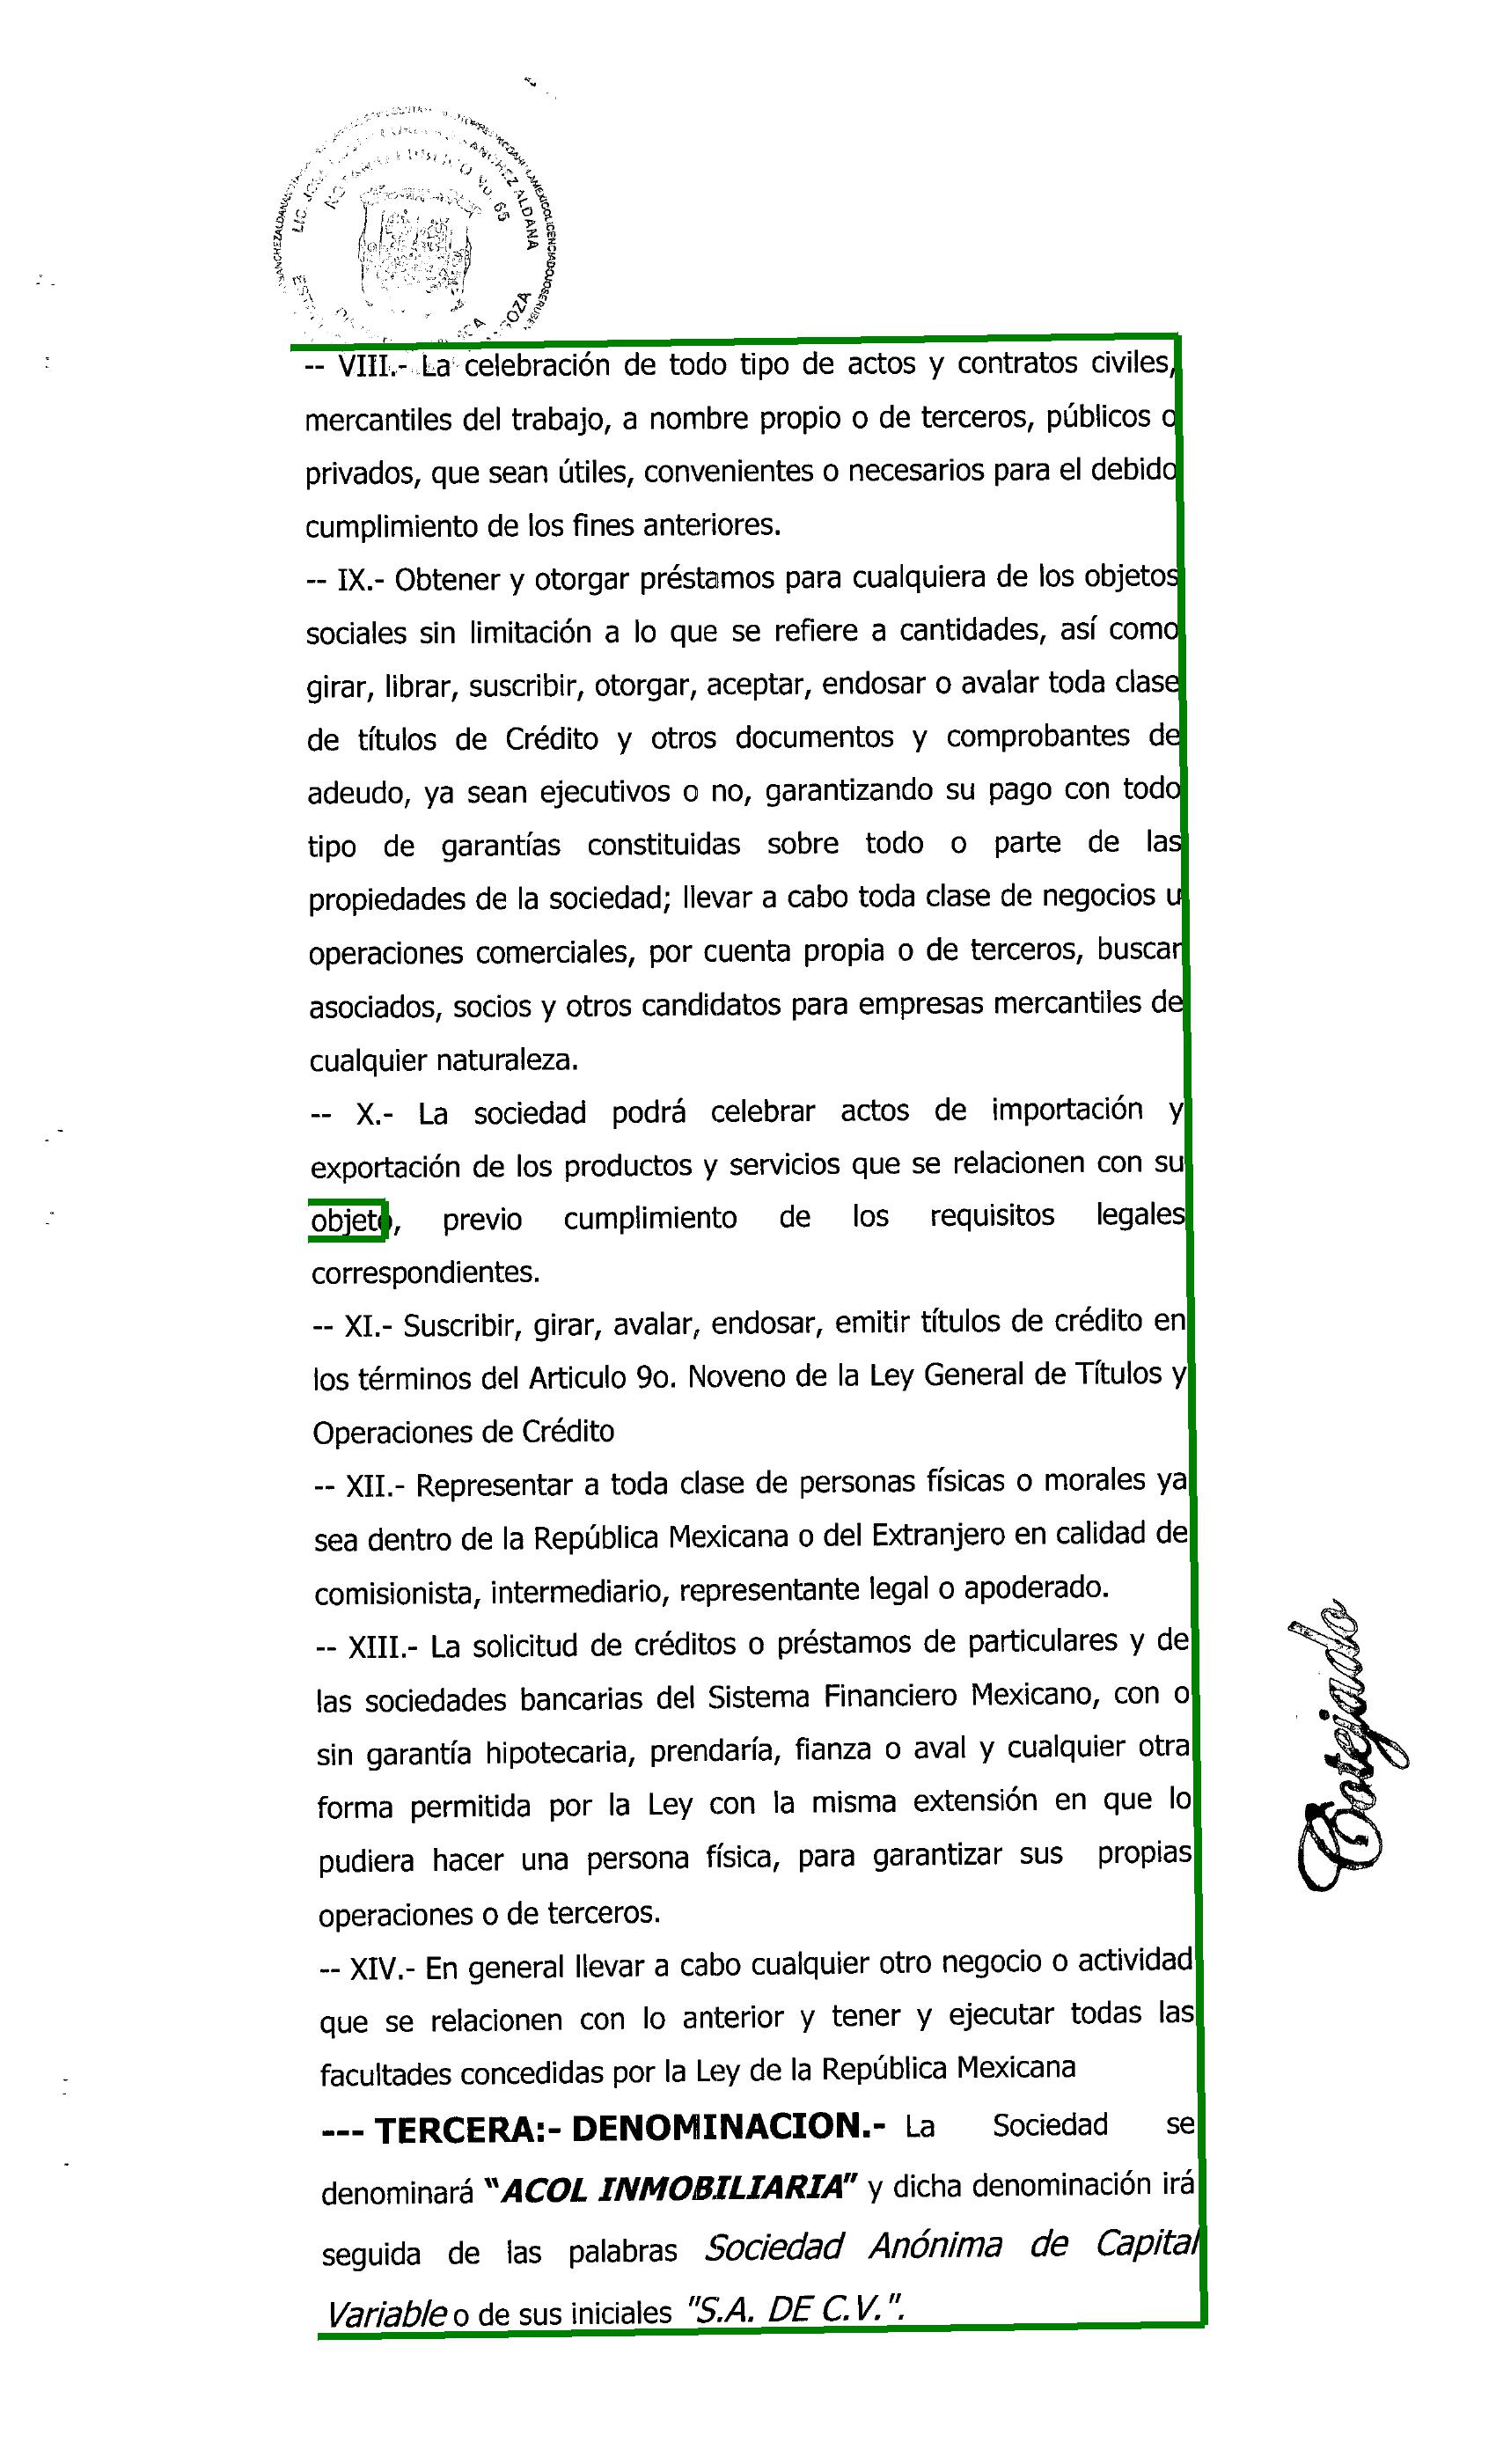 LIC. JOSE SANCHEZ ALDANA
NOTARIO PUBLICO No. 65
-- VIII.- La celebración de todo tipo de actos y contratos civiles,
mercantiles del trabajo, a nombre propio o de terceros, públicos o
privados, que sean útiles, convenientes o necesarios para el debido
cumplimiento de los fines anteriores.
-- IX.- Obtener y otorgar préstamos para cualquiera de los objetos
sociales sin limitación a lo que se refiere a cantidades, así como
girar, librar, suscribir, otorgar, aceptar, endosar o avalar toda clase
de títulos de Crédito y otros documentos y comprobantes de
adeudo, ya sean ejecutivos o no, garantizando su pago con todo
tipo de garantías constituidas sobre todo o parte de las
propiedades de la sociedad; llevar a cabo toda clase de negocios u
operaciones comerciales, por cuenta propia o de terceros, buscar
asociados, socios y otros candidatos para empresas mercantiles de
cualquier naturaleza.
-- X.- La sociedad podrá celebrar actos de importación y
exportación de los productos y servicios que se relacionen con su
objeto, previo cumplimiento de los requisitos legales
correspondientes.
-- XI.- Suscribir, girar, avalar, endosar, emitir títulos de crédito en
los términos del Articulo 9o. Noveno de la Ley General de Títulos y
Operaciones de Crédito
-- XII.- Representar a toda clase de personas físicas o morales ya
sea dentro de la República Mexicana o del Extranjero en calidad de
comisionista, intermediario, representante legal o apoderado.
-- XIII.- La solicitud de créditos o préstamos de particulares y de
las sociedades bancarias del Sistema Financiero Mexicano, con o
sin garantía hipotecaria, prendaría, fianza o aval y cualquier otra
forma permitida por la Ley con la misma extensión en que lo
pudiera hacer una persona física, para garantizar sus propias
operaciones o de terceros.
-- XIV.- En general llevar a cabo cualquier otro negocio o actividad
que se relacionen con lo anterior y tener y ejecutar todas las
facultades concedidas por la Ley de la República Mexicana
--- TERCERA:- DENOMINACION.- La Sociedad se
denominará "ACOL INMOBILIARIA" y dicha denominación irá
seguida de las palabras Sociedad Anónima de Capital
Variable o de sus iniciales "S.A. DE C.V.".
Cotejado